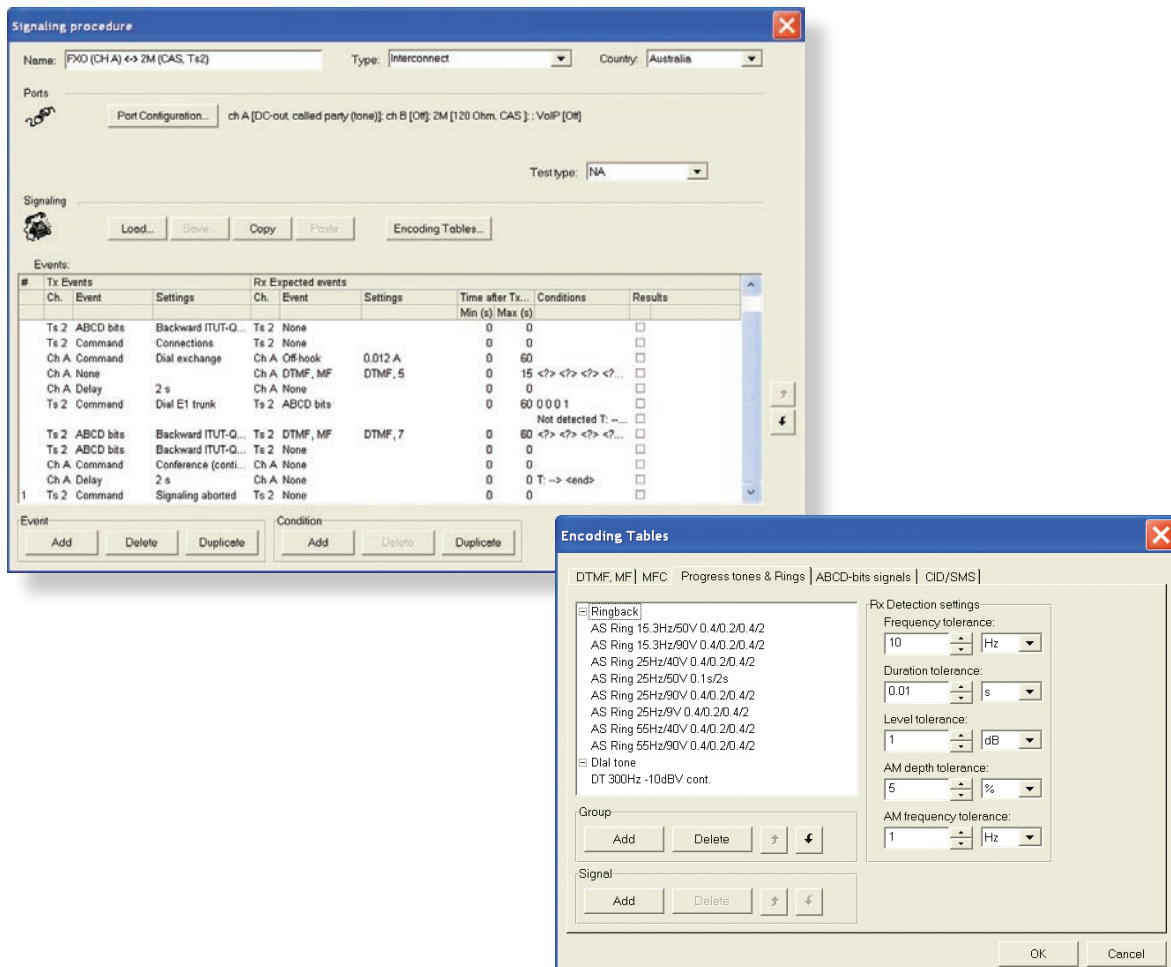 Signaling procedure
Name: FXO (CH A) <-> 2M (CAS, Ts2) Type: Interconnect Country: Australia
Ports
Port Configuration... ch A [DC-out, called party (tone)]; ch B [Off]; 2M [120 Ohm, CAS ]; ; VoIP [Off]
Test type: NA
Signaling
Load... Save... Copy Paste Encoding Tables...
Events:
# Tx Events Rx Expected events
Ch. Event Settings Ch. Event Settings Time after Tx... Conditions Results
Min (s) Max (s)
Ts 2 ABCD bits Backward ITUT-Q... Ts 2 None 0 0
Ts 2 Command Connections Ts 2 None 0 0
Ch A Command Dial exchange Ch A Off-hook 0.012 A 0 60
Ch A None Ch A DTMF, MF DTMF, 5 0 15 <?> <?> <?> <?...
Ch A Delay 2 s Ch A None 0 0
Ts 2 Command Dial E1 trunk Ts 2 ABCD bits 0 60 0 0 0 1
Not detected T: --...
Ts 2 ABCD bits Backward ITUT-Q... Ts 2 DTMF, MF DTMF, 7 0 60 <?> <?> <?> <?...
Ts 2 ABCD bits Backward ITUT-Q... Ts 2 None 0 0
Ch A Command Conference (conti... Ch A None 0 0
Ch A Delay 2 s Ch A None 0 0 T: --> <end>
1 Ts 2 Command Signaling aborted Ts 2 None 0 0
Event Condition
Add Delete Duplicate Add Delete Duplicate
Encoding Tables
DTMF, MF MFC Progress tones & Rings ABCD-bits signals CID/SMS
Ringback
AS Ring 15.3Hz/50V 0.4/0.2/0.4/2
AS Ring 15.3Hz/90V 0.4/0.2/0.4/2
AS Ring 25Hz/40V 0.4/0.2/0.4/2
AS Ring 25Hz/50V 0.1s/2s
AS Ring 25Hz/90V 0.4/0.2/0.4/2
AS Ring 25Hz/9V 0.4/0.2/0.4/2
AS Ring 55Hz/40V 0.4/0.2/0.4/2
AS Ring 55Hz/90V 0.4/0.2/0.4/2
DIal tone
DT 300Hz -10dBV cont.
Group
Add Delete
Signal
Add Delete
Rx Detection settings
Frequency tolerance:
10 Hz
Duration tolerance:
0.01 s
Level tolerance:
1 dB
AM depth tolerance:
5 %
AM frequency tolerance:
1 Hz
OK Cancel